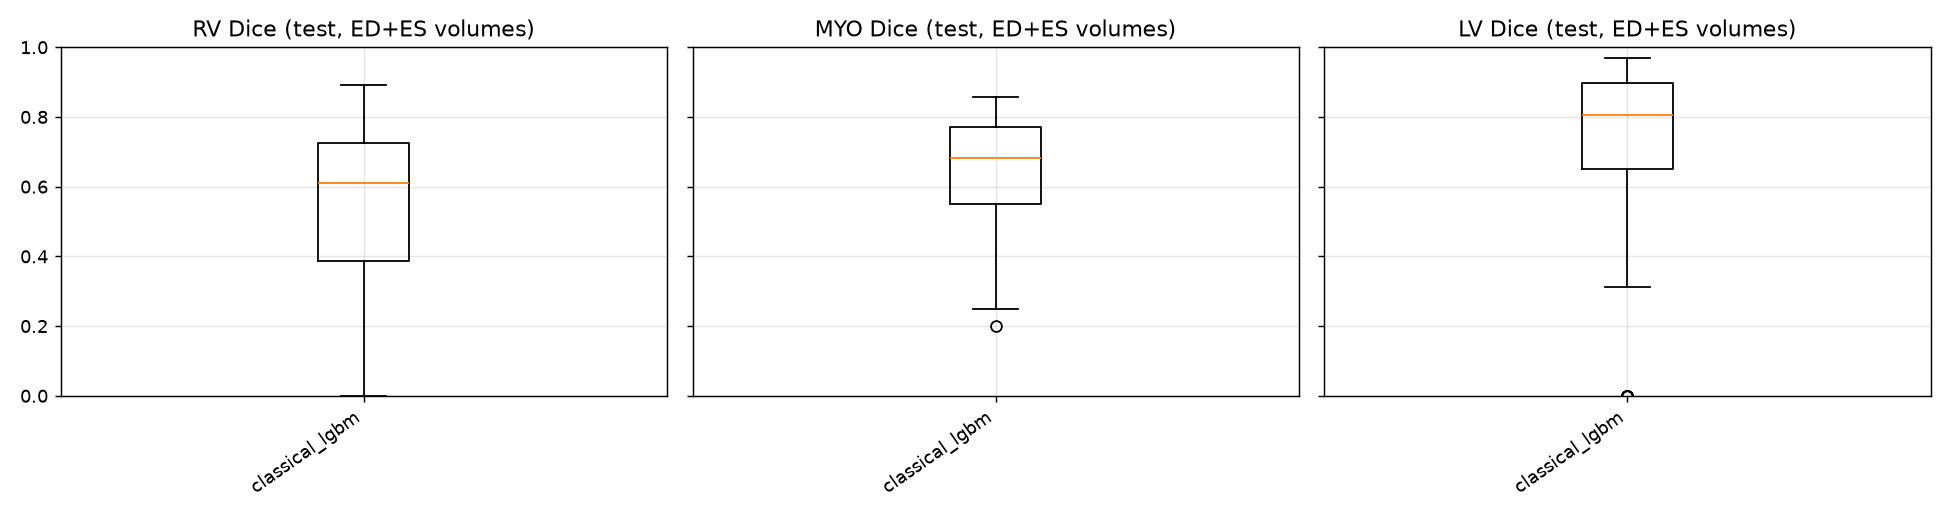 RV Dice (test, ED+ES volumes)
MYO Dice (test, ED+ES volumes)
LV Dice (test, ED+ES volumes)
1.0
0.8
0.6
0.4
0.2
0.0
classical_lgbm
classical_lgbm
classical_lgbm